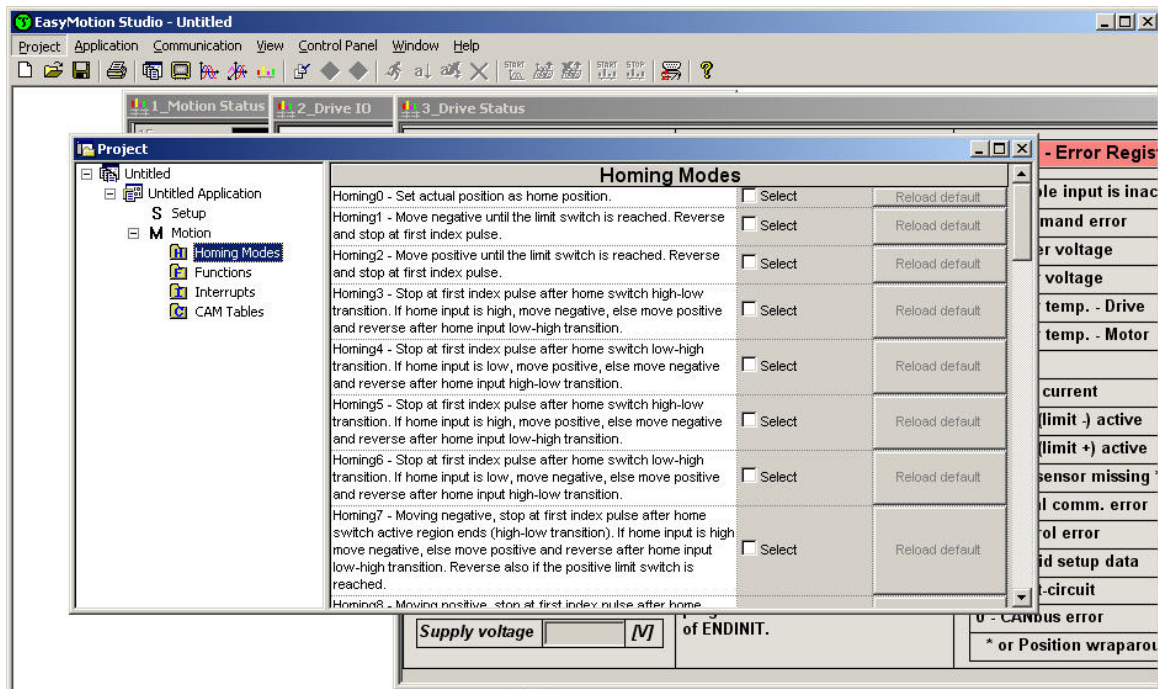 EasyMotion Studio - Untitled
Project Application Communication View Control Panel Window Help
START START STOP
1_Motion Status 2_Drive IO 3_Drive Status
Project
Untitled
Untitled Application
S Setup
M Motion
H Homing Modes
F Functions
I Interrupts
C CAM Tables
Homing Modes
Homing0 - Set actual position as home position. Select Reload default
Homing1 - Move negative until the limit switch is reached. Reverse
and stop at first index pulse. Select Reload default
Homing2 - Move positive until the limit switch is reached. Reverse
and stop at first index pulse. Select Reload default
Homing3 - Stop at first index pulse after home switch high-low
transition. If home input is high, move negative, else move positive
and reverse after home input low-high transition. Select Reload default
Homing4 - Stop at first index pulse after home switch low-high
transition. If home input is low, move positive, else move negative
and reverse after home input high-low transition. Select Reload default
Homing5 - Stop at first index pulse after home switch high-low
transition. If home input is high, move positive, else move negative
and reverse after home input low-high transition. Select Reload default
Homing6 - Stop at first index pulse after home switch low-high
transition. If home input is low, move negative, else move positive
and reverse after home input high-low transition. Select Reload default
Homing7 - Moving negative, stop at first index pulse after home
switch active region ends (high-low transition). If home input is high
move negative, else move positive and reverse after home input
low-high transition. Reverse also if the positive limit switch is
reached. Select Reload default
Homing8 - Moving positive, stop at first index pulse after home
- Error Regis
ble input is inac
mand error
er voltage
voltage
temp. - Drive
temp. - Motor
current
(limit -) active
(limit +) active
sensor missing *
al comm. error
rol error
id setup data
t-circuit
0 - CANbus error
* or Position wraparou
Supply voltage [V]
of ENDINIT.